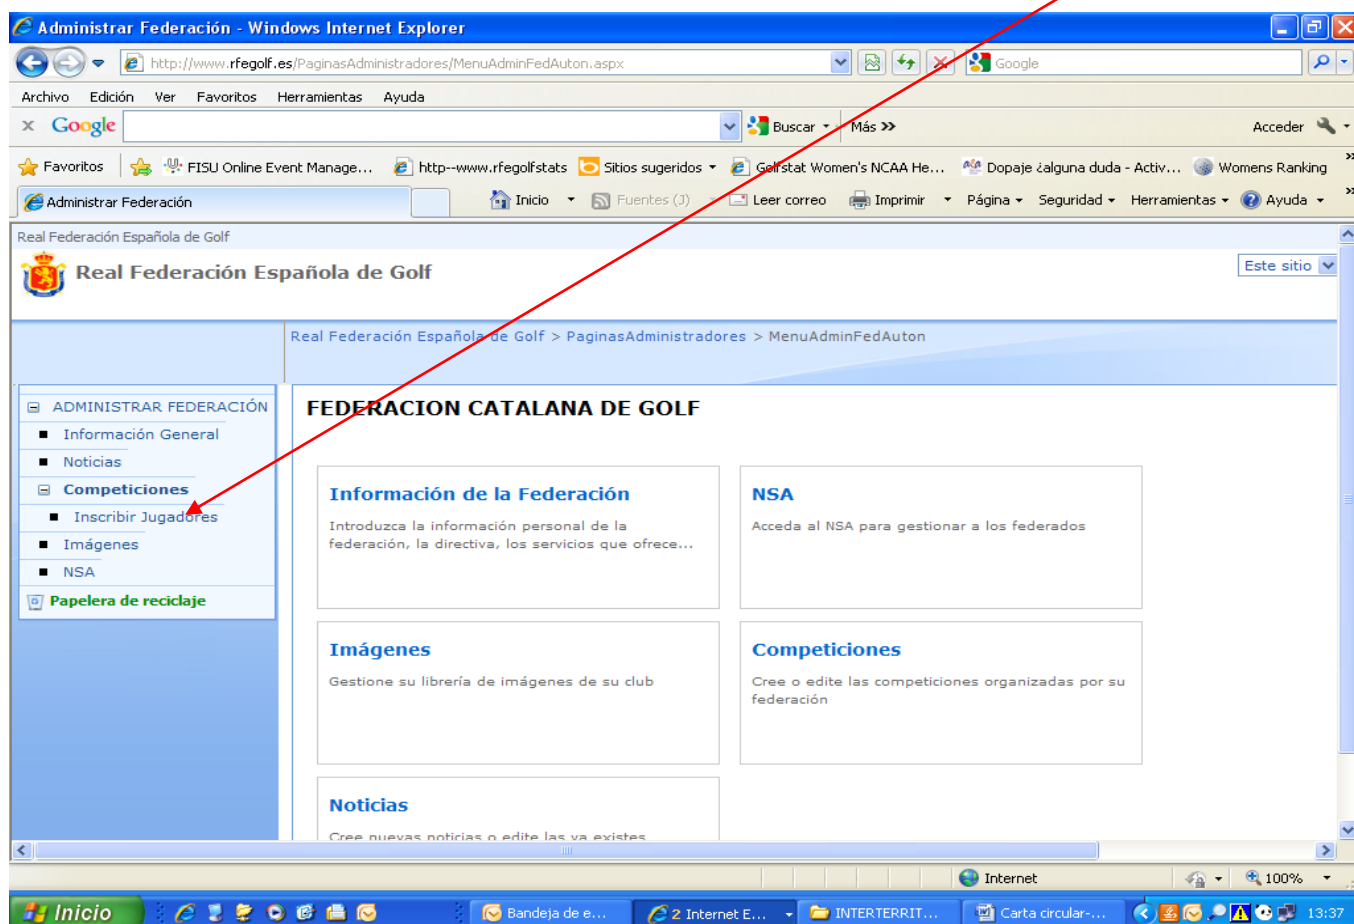 Administrar Federación - Windows Internet Explorer
http://www.rfegolf.es/PaginasAdministradores/MenuAdminFedAuton.aspx
Google
Archivo Edición Ver Favoritos Herramientas Ayuda
x Google Buscar Más >> Acceder
Favoritos FISU Online Event Manage... http--www.rfegolfstats Sitios sugeridos Golfstat Women's NCAA He... Dopaje ¿alguna duda - Activ... Womens Ranking
Administrar Federación Inicio Fuentes (J) Leer correo Imprimir Página Seguridad Herramientas Ayuda
Real Federación Española de Golf
Real Federación Española de Golf
Este sitio
Real Federación Española de Golf > PaginasAdministradores > MenuAdminFedAuton
ADMINISTRAR FEDERACIÓN
Información General
Noticias
Competiciones
Inscribir Jugadores
Imágenes
NSA
Papelera de reciclaje
FEDERACION CATALANA DE GOLF
Información de la Federación
Introduzca la información personal de la
federación, la directiva, los servicios que ofrece...
NSA
Acceda al NSA para gestionar a los federados
Imágenes
Gestione su librería de imágenes de su club
Competiciones
Cree o edite las competiciones organizadas por su
federación
Noticias
Cree nuevas noticias o edite las ya existes
Internet 100%
Inicio Bandeja de e... 2 Internet E... INTERTERRIT... Carta circular-... 13:37